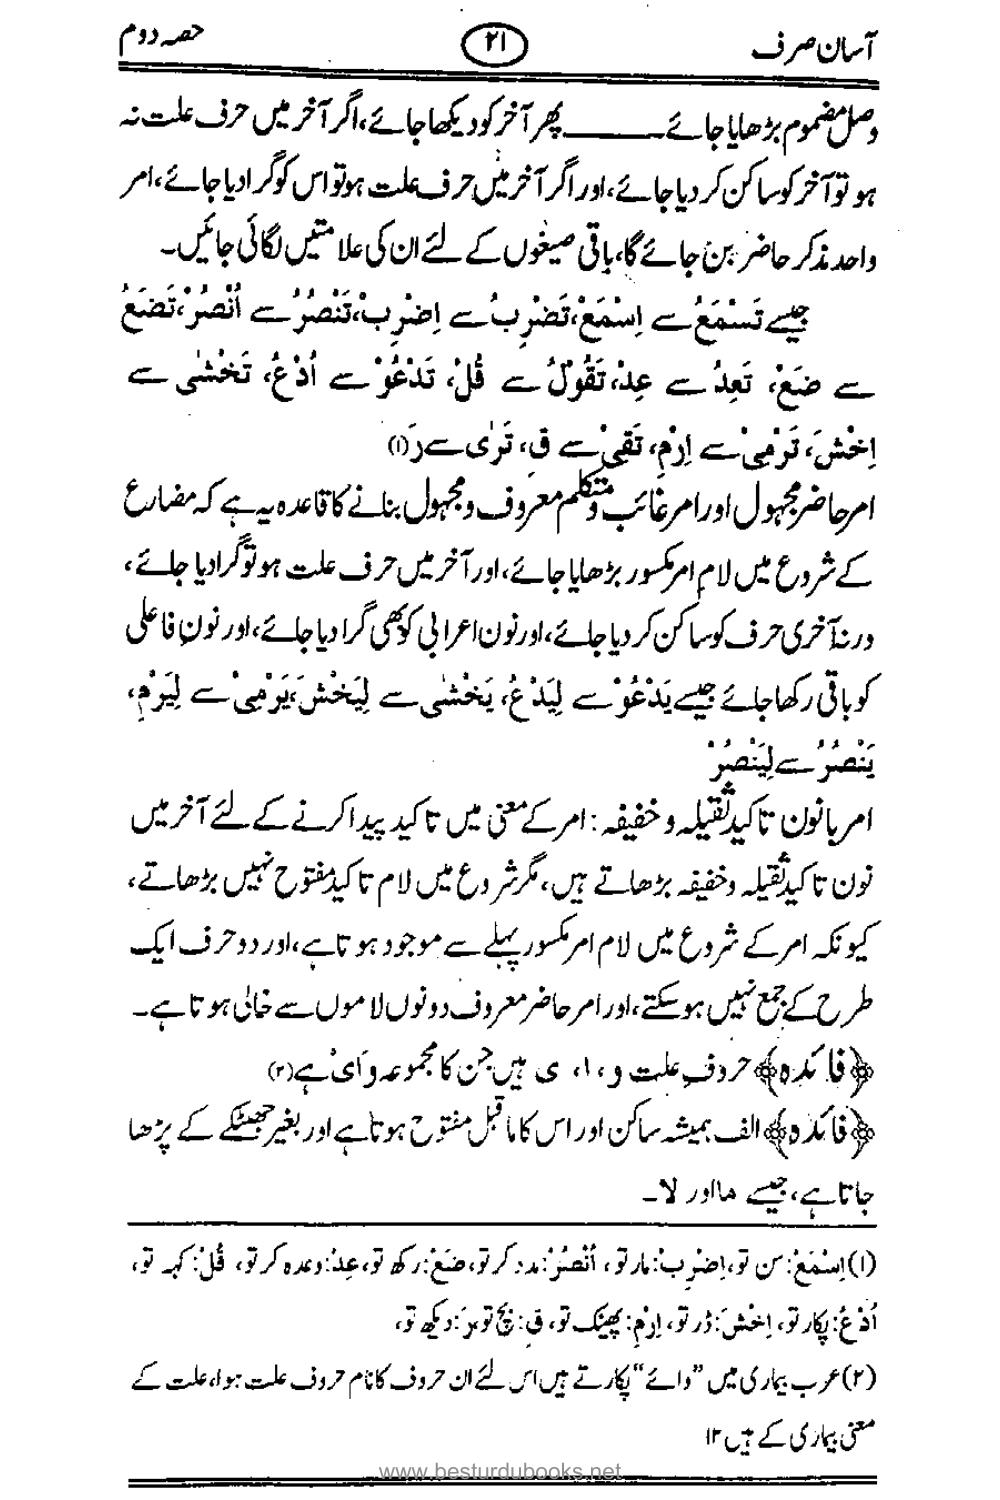 آسان صرف ۲۱ حصہ دوم
وصل مضموم بڑھایا جائے ـــــــ پھر آخر کو دیکھا جائے، اگر آخر میں حرف علت نہ
ہو تو آخر کو ساکن کر دیا جائے، اور اگر آخر میں حرف علت ہو تو اس کو گرا دیا جائے، امر
واحد مذکر حاضر بن جائے گا، باقی صیغوں کے لئے ان کی علامتیں لگائی جائیں۔
جیسے تَسْمَعُ سے اِسْمَعْ، تَضْرِبُ سے اِضْرِبْ، تَنْصُرُ سے اُنْصُرْ، تَضَعُ
سے ضَعْ، تَعِدُ سے عِدْ، تَقُوْلُ سے قُلْ، تَدْعُوْ سے اُدْعُ، تَخْشٰی سے
اِخْشَ، تَرْمِیْ سے اِرْمِ، تَقِیْ سے قِ، تَرٰی سے رَ(۱)
امر حاضر مجہول اور امر غائب و متکلم معروف و مجہول بنانے کا قاعدہ یہ ہے کہ مضارع
کے شروع میں لام امر مکسور بڑھایا جائے، اور آخر میں حرف علت ہو تو گرا دیا جائے،
ورنہ آخری حرف کو ساکن کر دیا جائے، اور نون اعرابی کو بھی گرا دیا جائے، اور نون فاعلی
کو باقی رکھا جائے جیسے یَدْعُوْ سے لِیَدْعُ، یَخْشٰی سے لِیَخْشَ، یَرْمِیْ سے لِیَرْمِ،
یَنْصُرُ سے لِیَنْصُرْ
امر بانون تاکید ثقیلہ و خفیفہ: امر کے معنی میں تاکید پیدا کرنے کے لئے آخر میں
نون تاکید ثقیلہ و خفیفہ بڑھاتے ہیں، مگر شروع میں لام تاکید مفتوح نہیں بڑھاتے،
کیونکہ امر کے شروع میں لام امر مکسور پہلے سے موجود ہوتا ہے، اور دو حرف ایک
طرح کے جمع نہیں ہو سکتے، اور امر حاضر معروف دونوں لاموں سے خالی ہوتا ہے۔
﴿فائدہ﴾ حروفِ علت و، ا، ی ہیں جن کا مجموعہ وَایْ ہے(۲)
﴿فائدہ﴾ الف ہمیشہ ساکن اور اس کا ماقبل مفتوح ہوتا ہے اور بغیر جھٹکے کے پڑھا
جاتا ہے، جیسے ما اور لا۔
(۱) اِسْمَعْ: سن تو، اِضْرِبْ: مار تو، اُنْصُرْ: مدد کر تو، ضَعْ: رکھ تو، عِدْ: وعدہ کر تو، قُلْ: کہہ تو،
اُدْعُ: پکار تو، اِخْشَ: ڈر تو، اِرْمِ: پھینک تو، قِ: بچ تو، رَ: دیکھ تو،
(۲) عرب بیماری میں ”وائے“ پکارتے ہیں اس لئے ان حروف کا نام حروف علت ہوا، علت کے
معنی بیماری کے ہیں ۱۲
www.besturdubooks.net